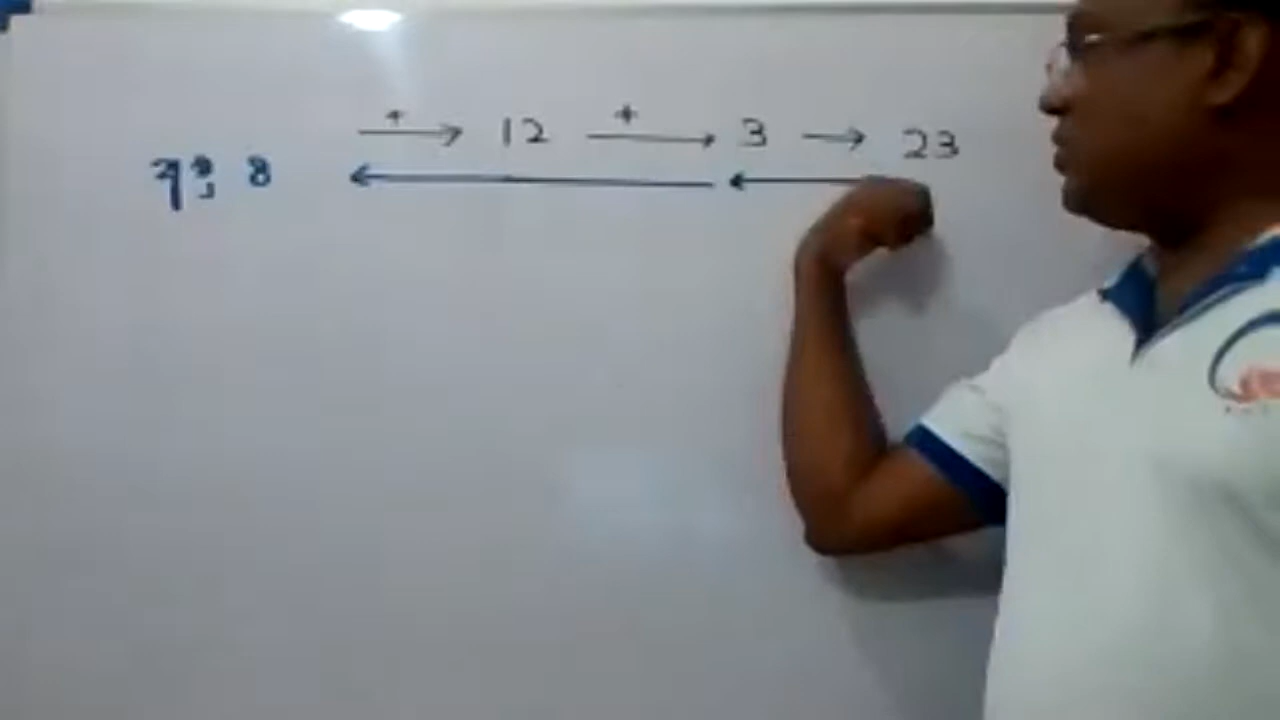 + → 12 + → 3 → 23
8 ← ←